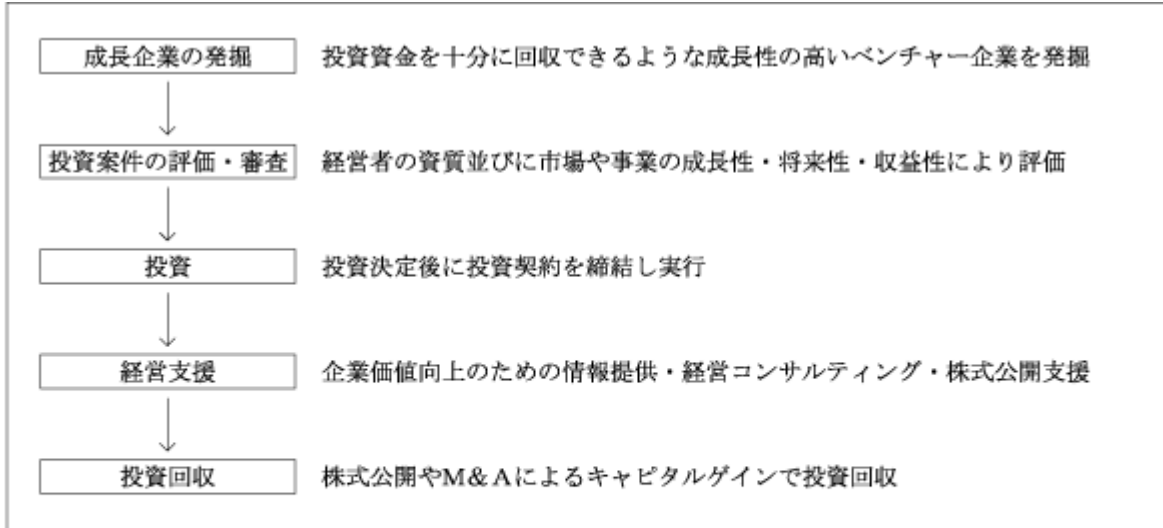 成長企業の発掘 投資資金を十分に回収できるような成長性の高いベンチャー企業を発掘
投資案件の評価・審査 経営者の資質並びに市場や事業の成長性・将来性・収益性により評価
投資 投資決定後に投資契約を締結し実行
経営支援 企業価値向上のための情報提供・経営コンサルティング・株式公開支援
投資回収 株式公開やM&Aによるキャピタルゲインで投資回収